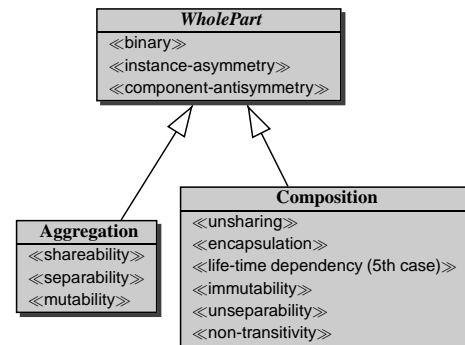 WholePart
≪binary≫
≪instance-asymmetry≫
≪component-antisymmetry≫
Aggregation
≪shareability≫
≪separability≫
≪mutability≫
Composition
≪unsharing≫
≪encapsulation≫
≪life-time dependency (5th case)≫
≪immutability≫
≪unseparability≫
≪non-transitivity≫